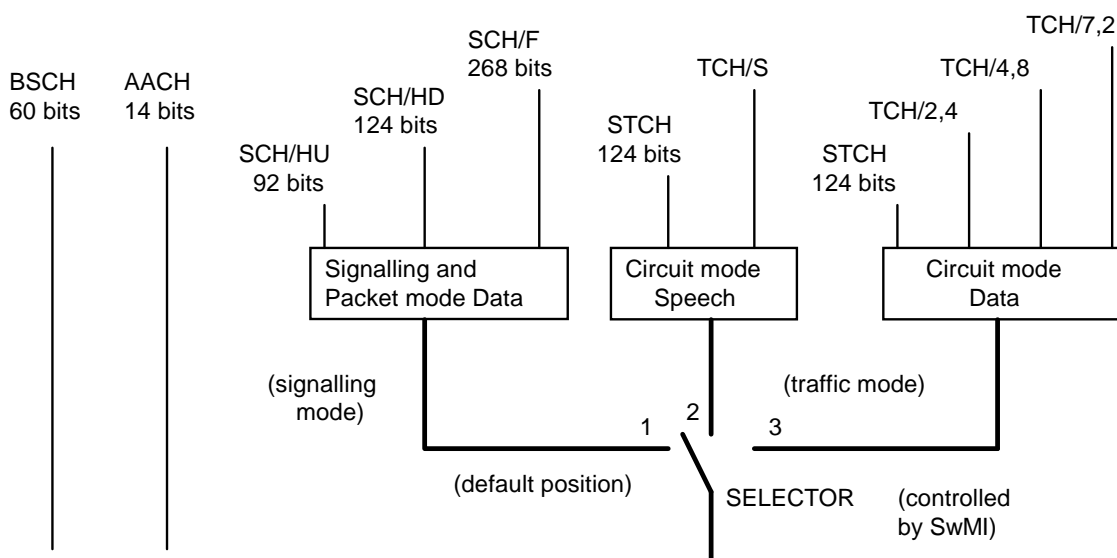 TCH/7,2
SCH/F
268 bits
TCH/S
TCH/4,8
BSCH
60 bits
AACH
14 bits
SCH/HD
124 bits
TCH/2,4
STCH
124 bits
STCH
124 bits
SCH/HU
92 bits
Signalling and
Packet mode Data
Circuit mode
Speech
Circuit mode
Data
(signalling
mode)
(traffic mode)
1
2
3
(default position)
SELECTOR
(controlled
by SwMI)